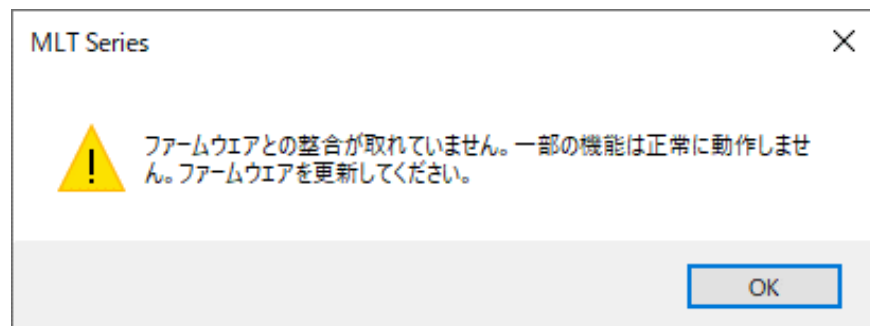 MLT Series
ファームウエアとの整合が取れていません。一部の機能は正常に動作しませ
ん。ファームウエアを更新してください。
OK